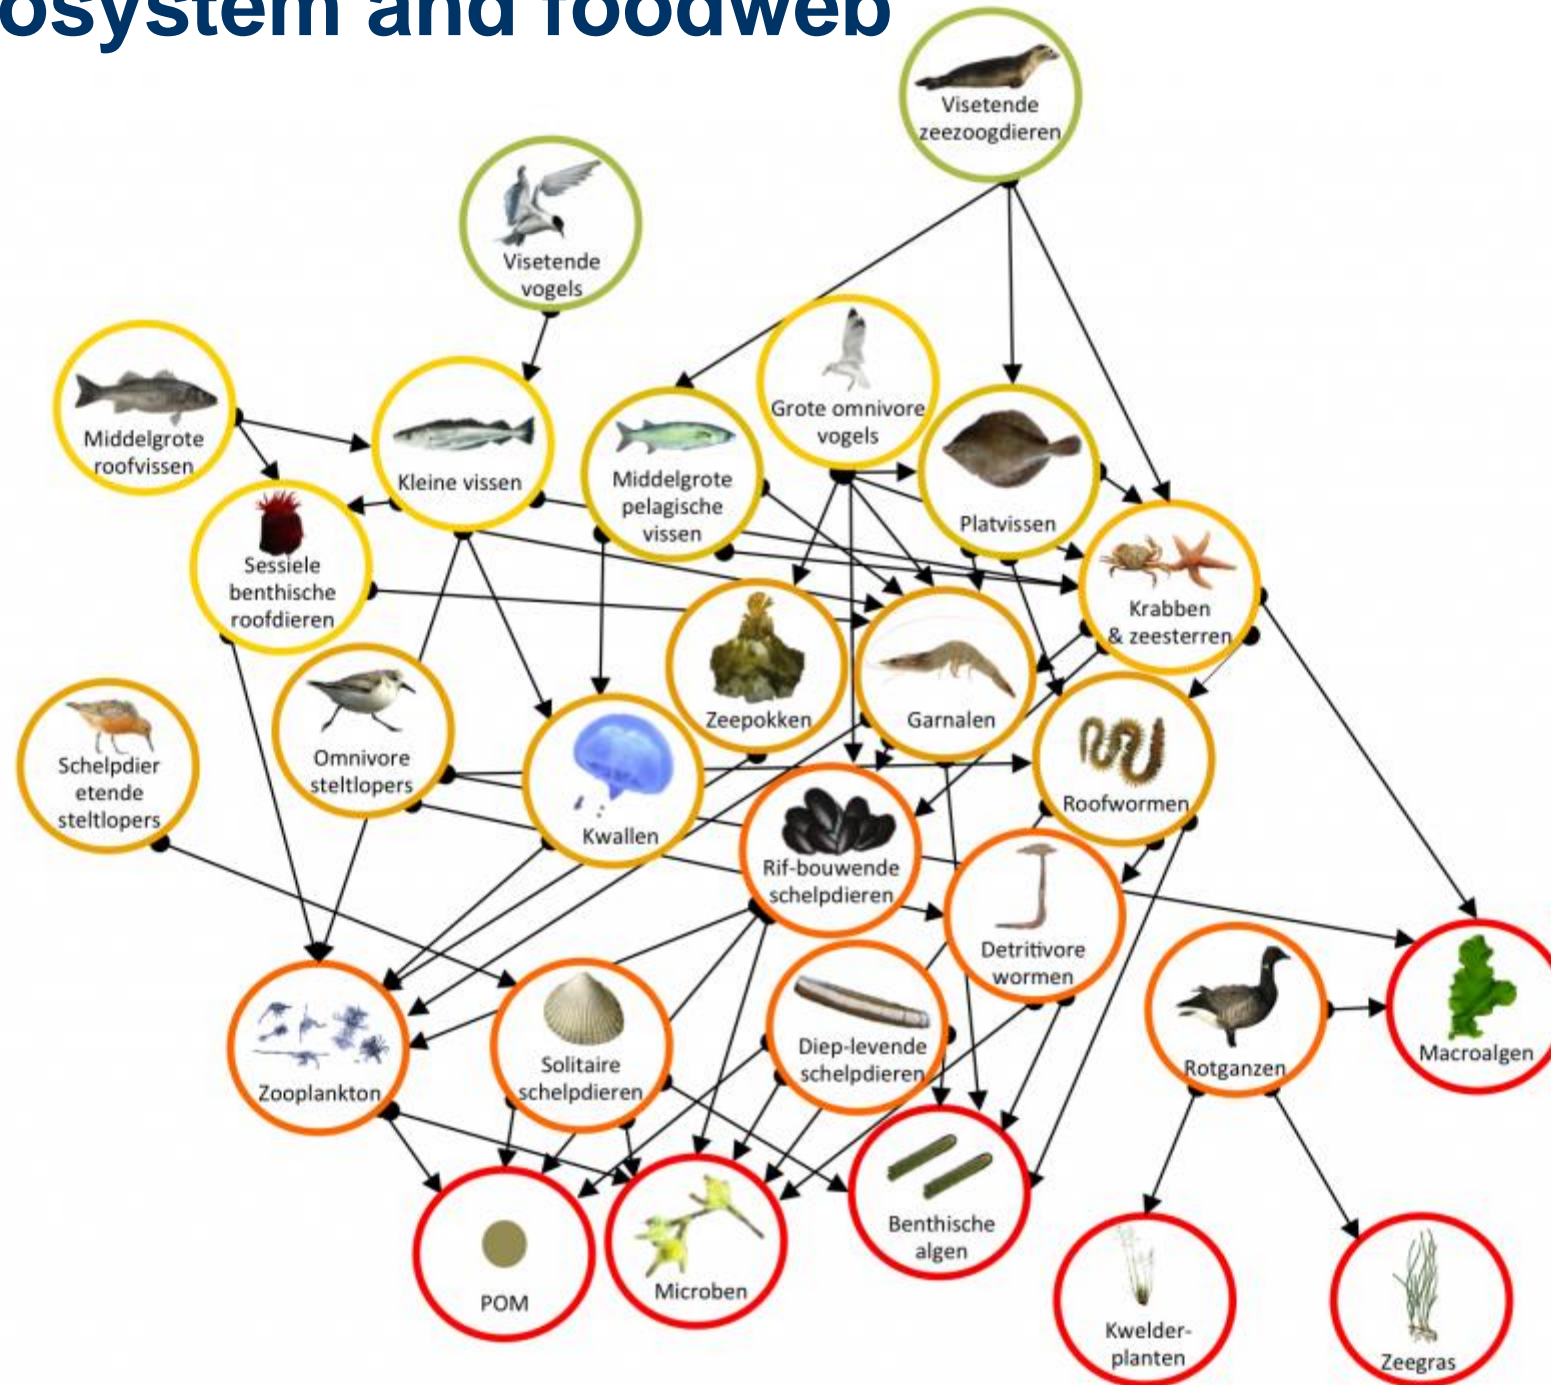 osystem and foodweb
Visetende
zeezoogdieren
Visetende
vogels
Middelgrote
roofvissen
Kleine vissen
Middelgrote
pelagische
vissen
Grote omnivore
vogels
Platvissen
Sessiele
benthische
roofdieren
Krabben
& zeesterren
Schelpdier
etende
steltlopers
Omnivore
steltlopers
Kwallen
Zeepokken
Garnalen
Roofwormen
Rif-bouwende
schelpdieren
Detritivore
wormen
Zooplankton
Solitaire
schelpdieren
Diep-levende
schelpdieren
Rotganzen
Macroalgen
POM
Microben
Benthische
algen
Kwelder-
planten
Zeegras